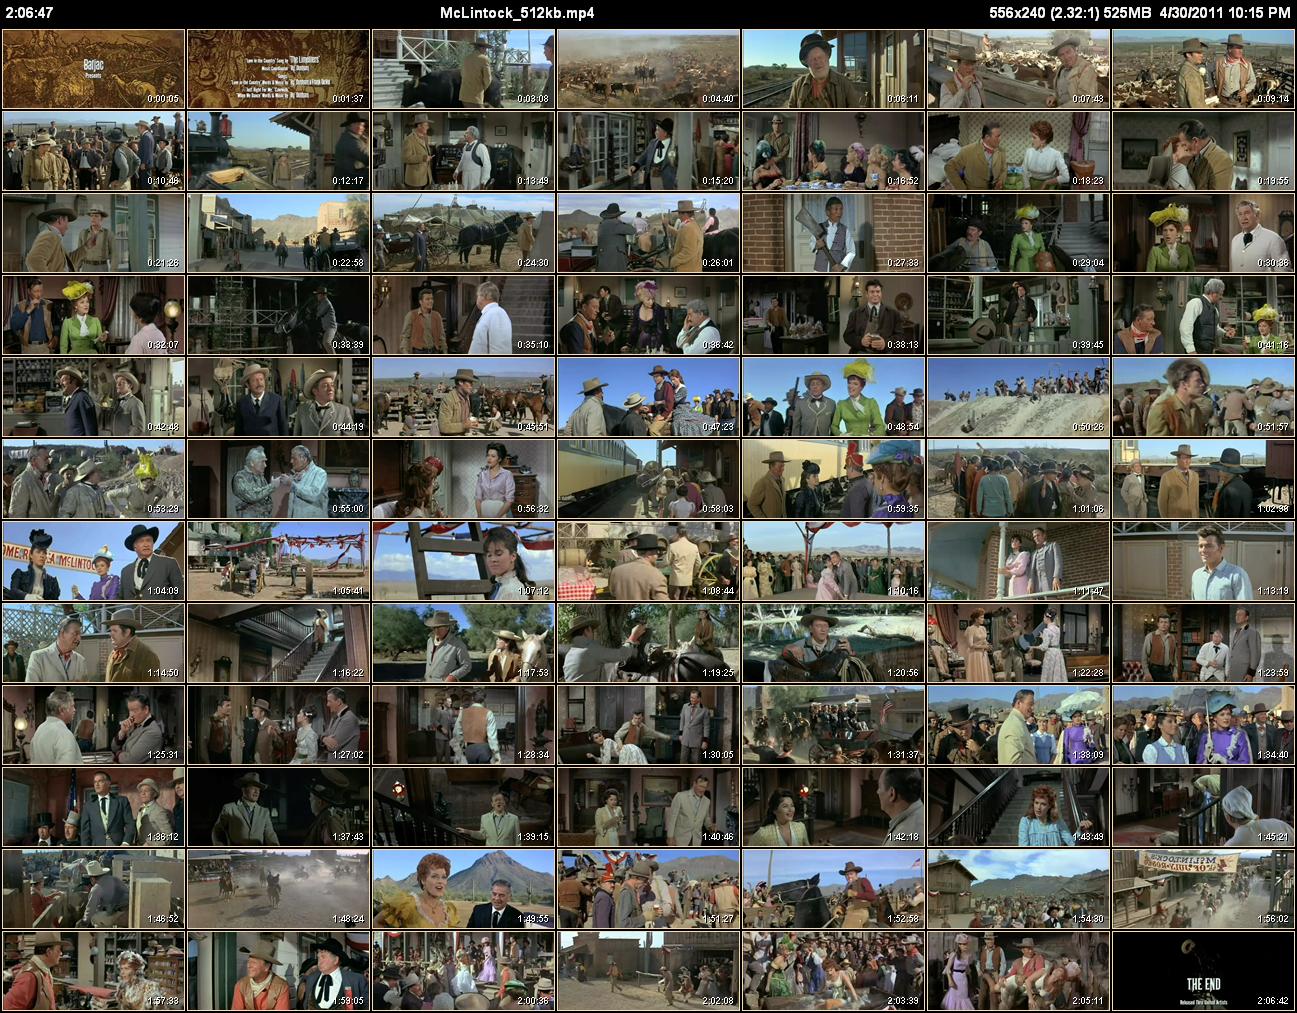 2:06:47 McLintock_512kb.mp4 556x240 (2.32:1) 525MB 4/30/2011 10:15 PM
Batjac
Presents
0:00:05 0:01:37 0:03:08 0:04:40 0:06:11 0:07:43 0:09:14
0:10:46 0:12:17 0:13:49 0:15:20 0:16:52 0:18:23 0:19:55
0:21:26 0:22:58 0:24:30 0:26:01 0:27:33 0:29:04 0:30:36
0:32:07 0:35:10 0:36:42 0:38:13 0:39:45 0:41:16
0:42:48 0:44:19 0:45:51 0:47:23 0:48:54 0:50:26 0:51:57
0:53:29 0:55:00 0:56:32 0:58:03 0:59:35 1:01:06 1:02:38
OME R A McLINTOC
1:04:09 1:05:41 1:07:12 1:08:44 1:10:16 1:11:47 1:13:19
1:14:50 1:16:22 1:17:53 1:19:25 1:20:56 1:22:28 1:23:59
1:25:31 1:27:02 1:28:34 1:30:05 1:31:37 1:34:40
1:36:12 1:37:43 1:39:15 1:40:46 1:42:18 1:43:49 1:45:21
McLINTOCK'S
1:46:52 1:48:24 1:49:55 1:51:27 1:52:58 1:54:30 1:56:02
THE END
Released Thru United Artists
1:57:33 1:59:05 2:00:36 2:02:08 2:03:39 2:05:11 2:06:42